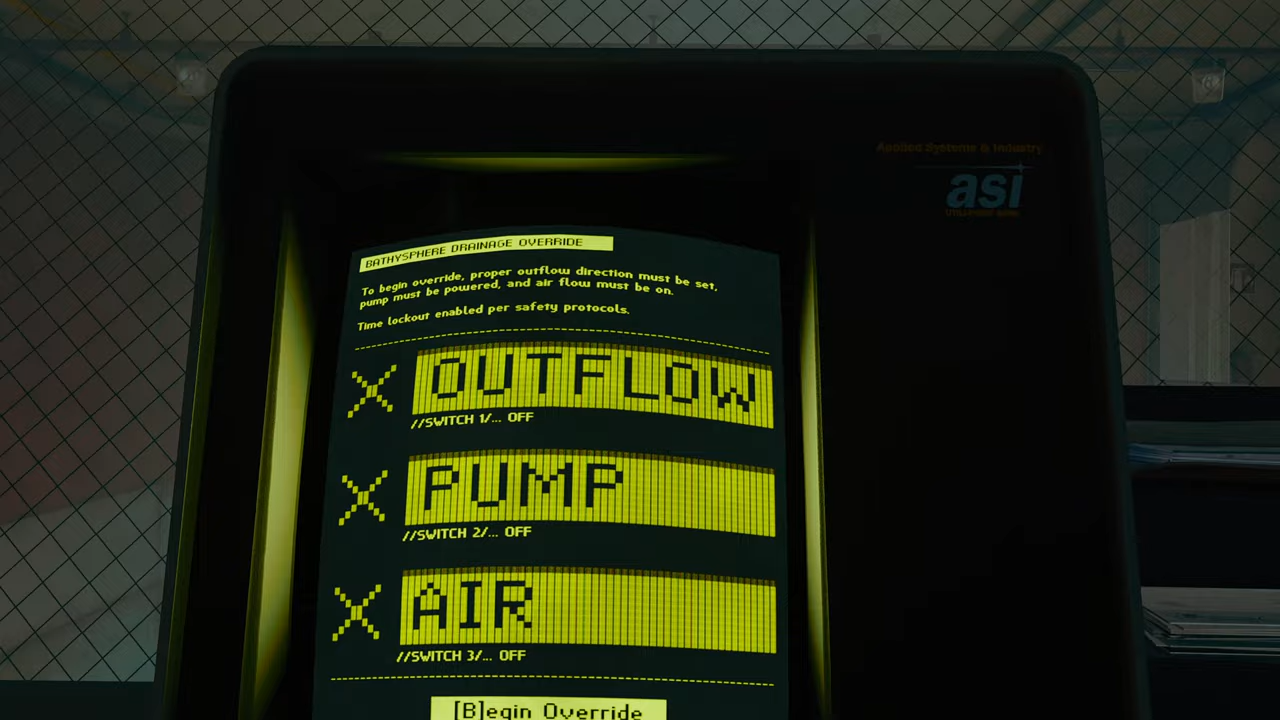 Applied Systems & Industry
asi
BATHYSPHERE DRAINAGE OVERRIDE
To begin override, proper outflow direction must be set,
pump must be powered, and air flow must be on.
Time lockout enabled per safety protocols.
OUTFLOW
//SWITCH 1/... OFF
PUMP
//SWITCH 2/... OFF
AIR
//SWITCH 3/... OFF
[B]egin Override